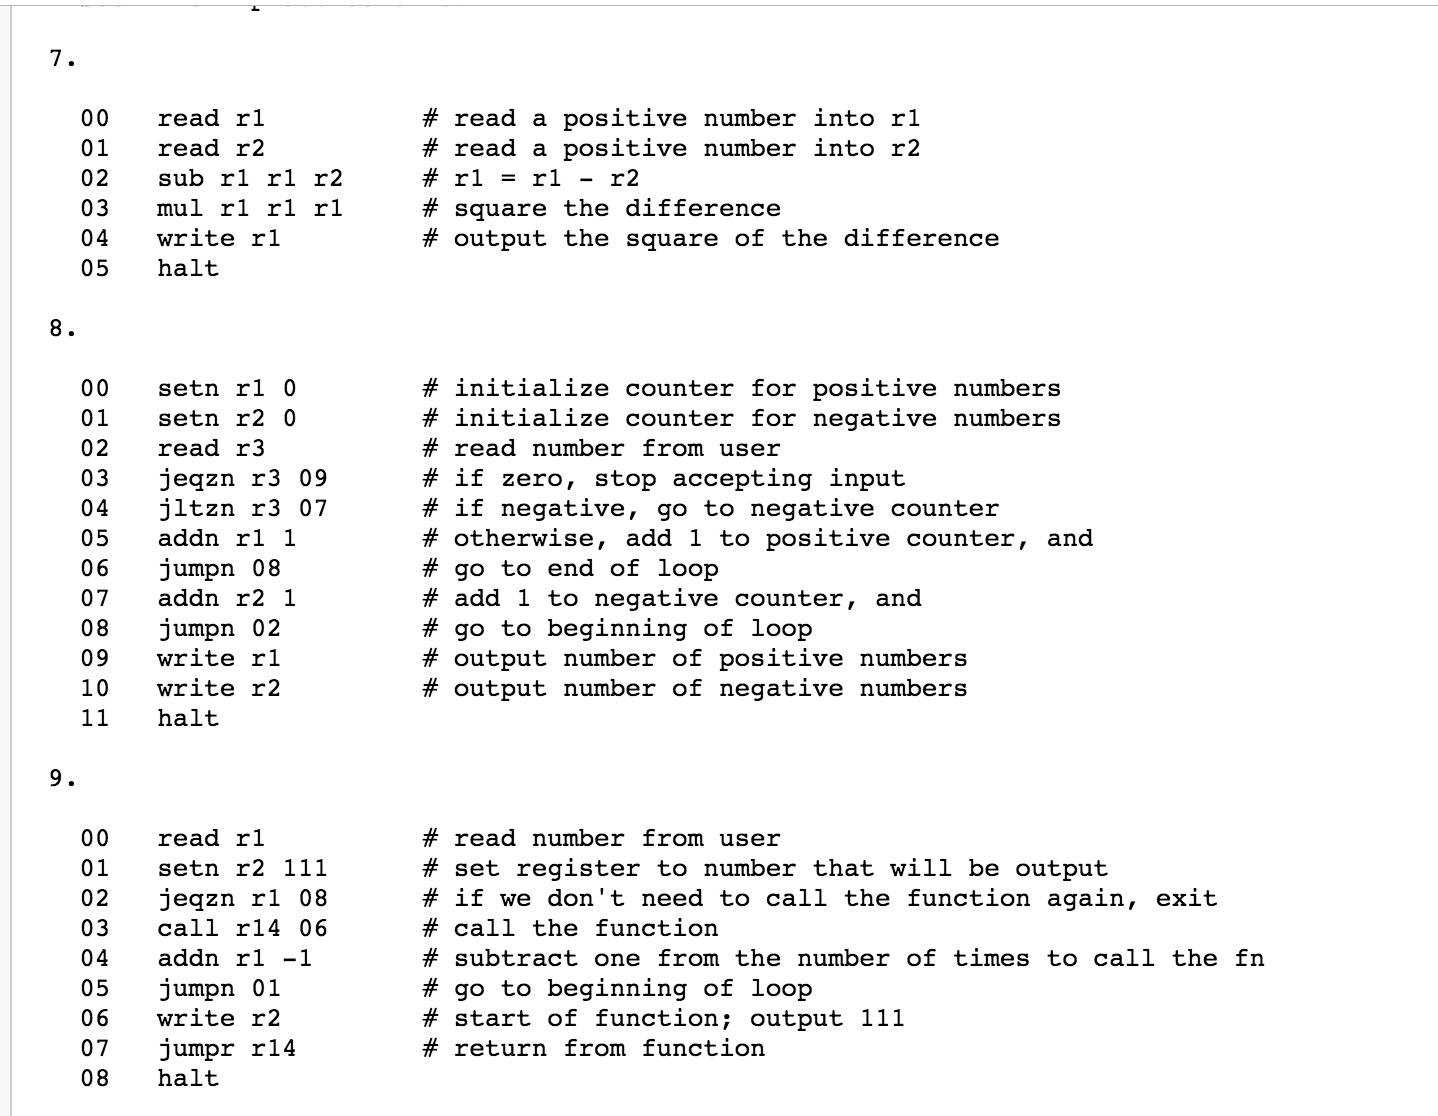 7.
00 read r1 # read a positive number into r1
01 read r2 # read a positive number into r2
02 sub r1 r1 r2 # r1 = r1 - r2
03 mul r1 r1 r1 # square the difference
04 write r1 # output the square of the difference
05 halt
8.
00 setn r1 0 # initialize counter for positive numbers
01 setn r2 0 # initialize counter for negative numbers
02 read r3 # read number from user
03 jeqzn r3 09 # if zero, stop accepting input
04 jltzn r3 07 # if negative, go to negative counter
05 addn r1 1 # otherwise, add 1 to positive counter, and
06 jumpn 08 # go to end of loop
07 addn r2 1 # add 1 to negative counter, and
08 jumpn 02 # go to beginning of loop
09 write r1 # output number of positive numbers
10 write r2 # output number of negative numbers
11 halt
9.
00 read r1 # read number from user
01 setn r2 111 # set register to number that will be output
02 jeqzn r1 08 # if we don't need to call the function again, exit
03 call r14 06 # call the function
04 addn r1 -1 # subtract one from the number of times to call the fn
05 jumpn 01 # go to beginning of loop
06 write r2 # start of function; output 111
07 jumpr r14 # return from function
08 halt